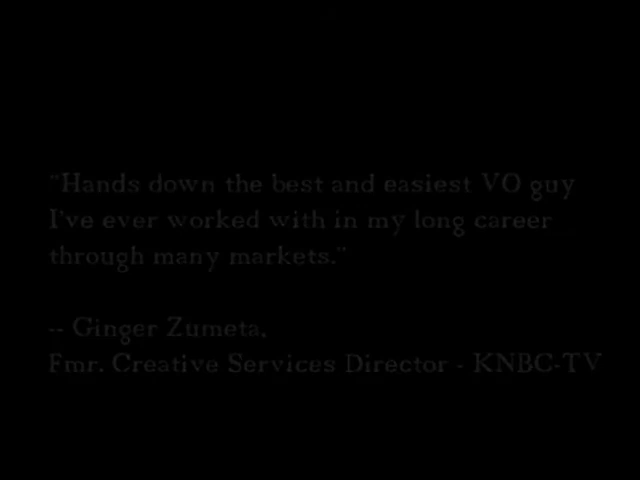 "Hands down the best and easiest VO guy
I've ever worked with in my long career
through many markets."
-- Ginger Zumeta,
Fmr. Creative Services Director - KNBC-TV